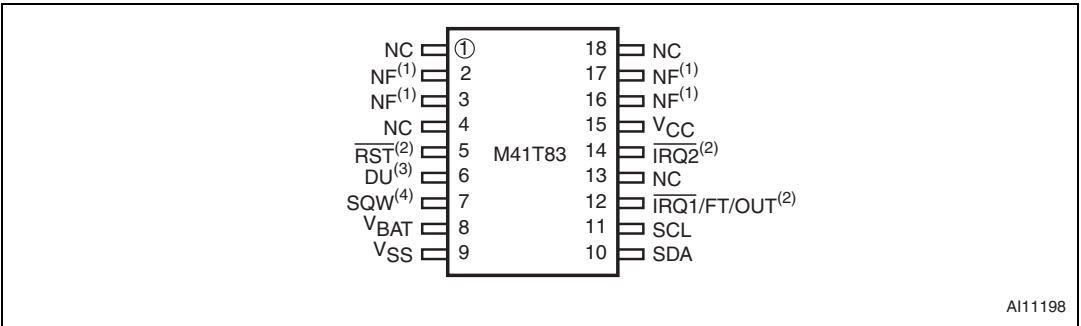 NC ① 18 NC
NF(1) 2 17 NF(1)
NF(1) 3 16 NF(1)
NC 4 15 VCC
RST(2) 5 M41T83 14 IRQ2(2)
DU(3) 6 13 NC
SQW(4) 7 12 IRQ1/FT/OUT(2)
VBAT 8 11 SCL
VSS 9 10 SDA
AI11198